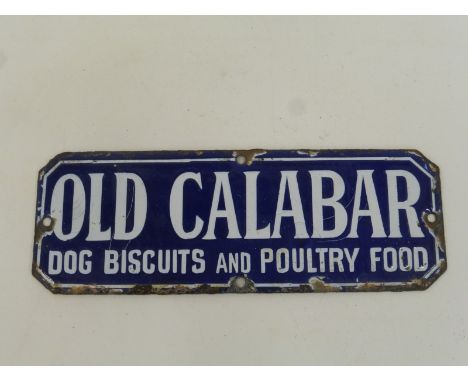 OLD CALABAR
DOG BISCUITS AND POULTRY FOOD